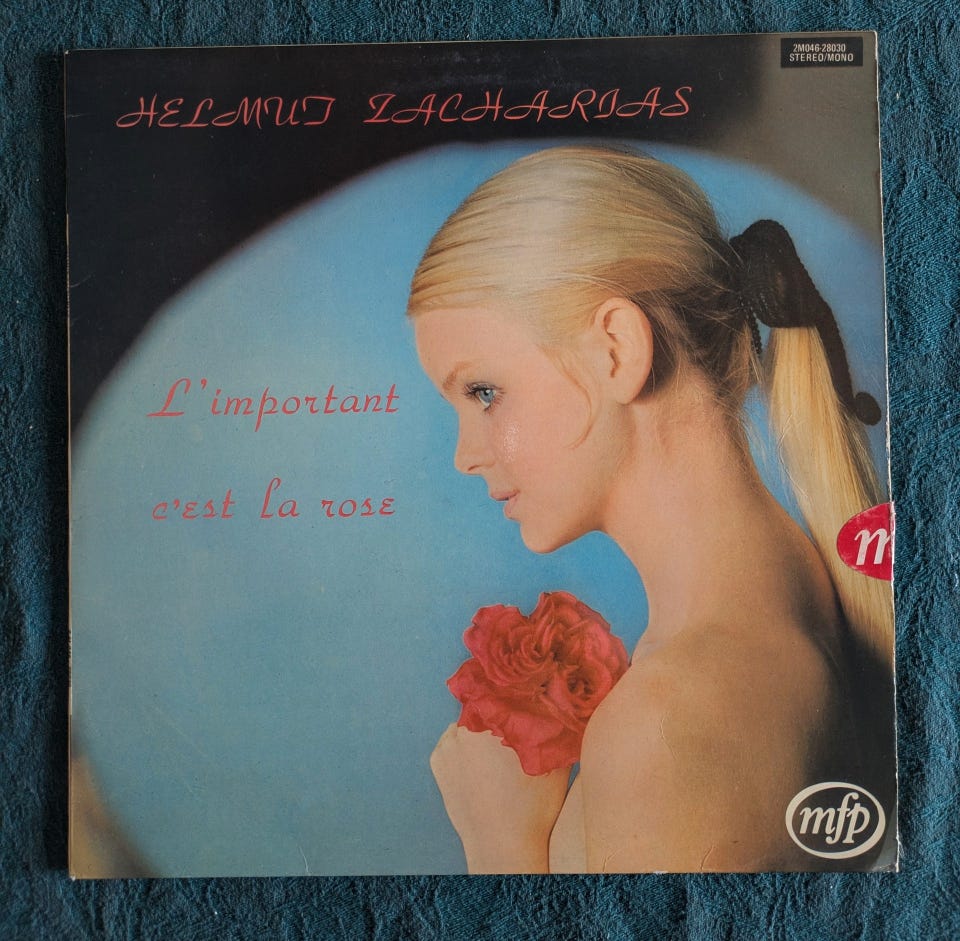 2M046-28030
STEREO/MONO
HELMUT ZACHARIAS
L'important
c'est la rose
m
mfp